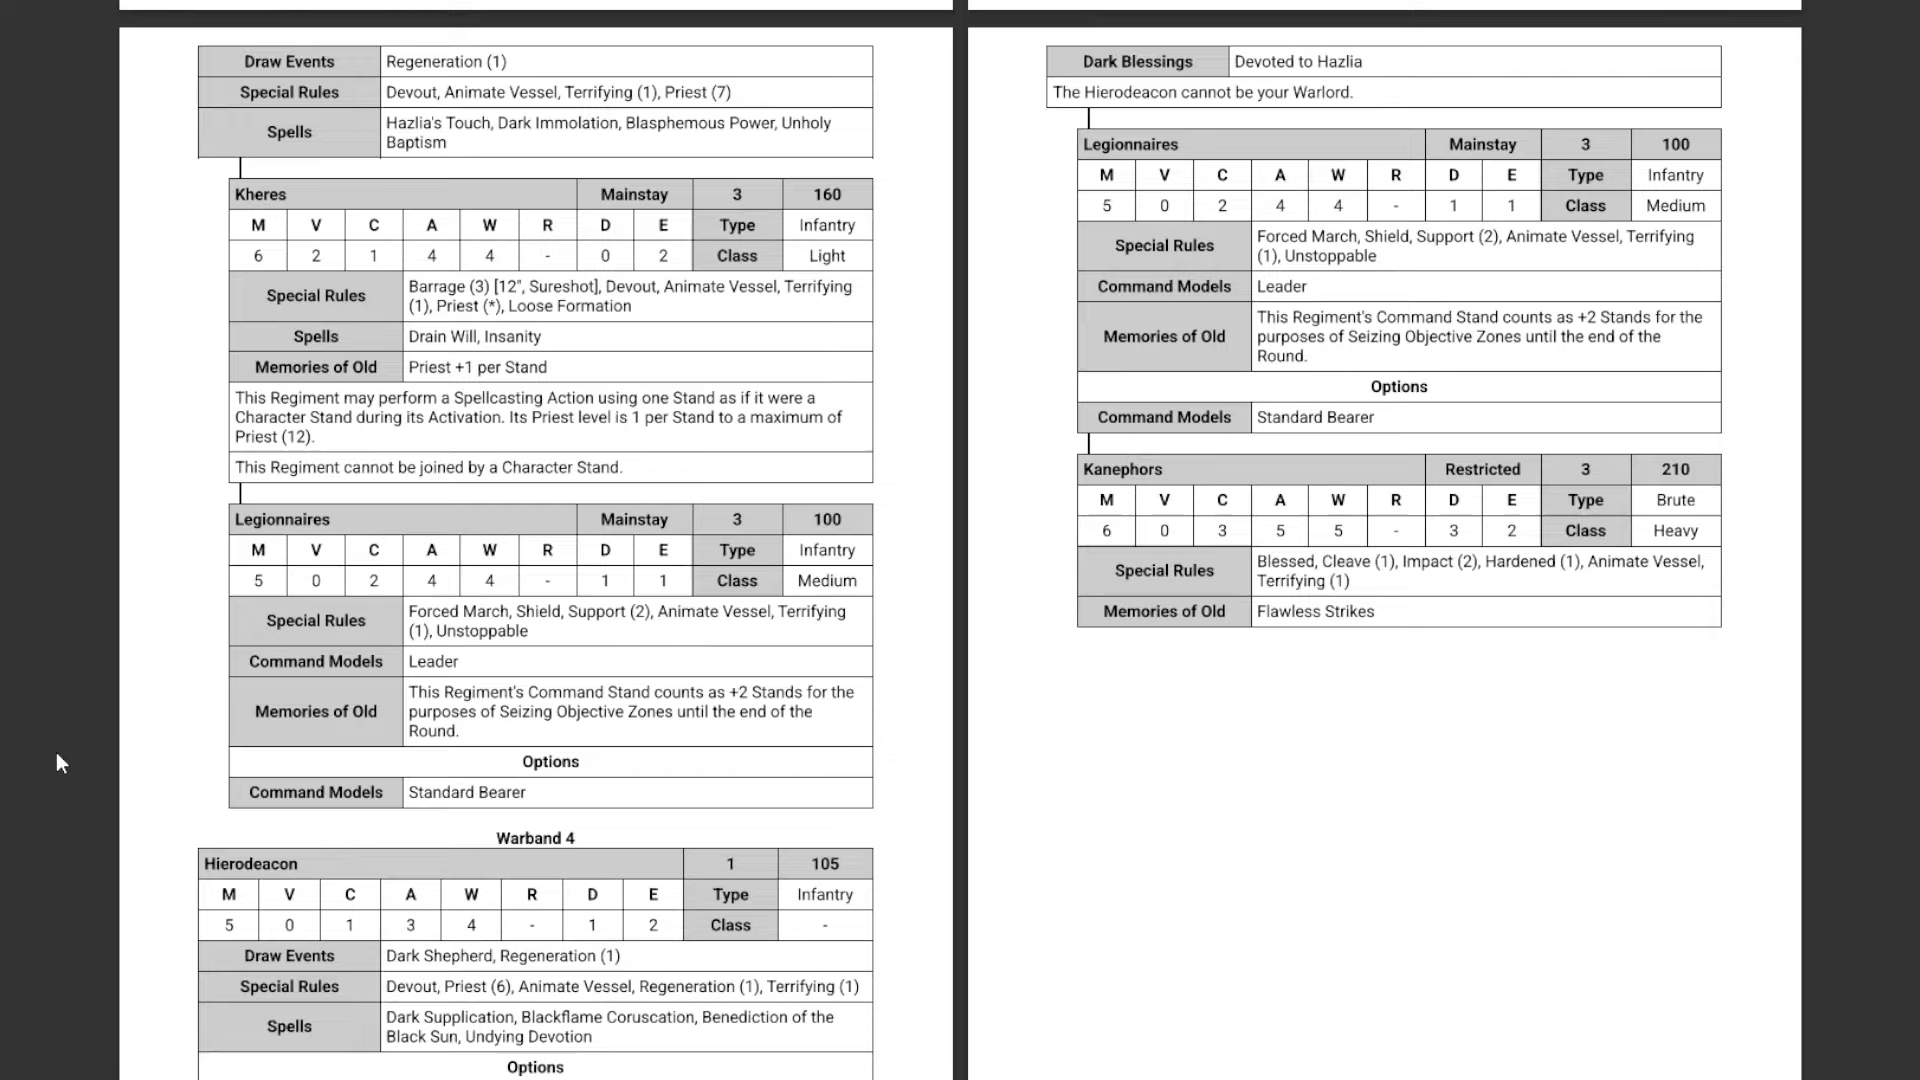 Draw Events Regeneration (1)
Special Rules Devout, Animate Vessel, Terrifying (1), Priest (7)
Spells Hazlia's Touch, Dark Immolation, Blasphemous Power, Unholy
Baptism
Kheres Mainstay 3 160
M V C A W R D E Type Infantry
6 2 1 4 4 - 0 2 Class Light
Special Rules Barrage (3) [12", Sureshot], Devout, Animate Vessel, Terrifying
(1), Priest (*), Loose Formation
Spells Drain Will, Insanity
Memories of Old Priest +1 per Stand
This Regiment may perform a Spellcasting Action using one Stand as if it were a
Character Stand during its Activation. Its Priest level is 1 per Stand to a maximum of
Priest (12).
This Regiment cannot be joined by a Character Stand.
Legionnaires Mainstay 3 100
M V C A W R D E Type Infantry
5 0 2 4 4 - 1 1 Class Medium
Special Rules Forced March, Shield, Support (2), Animate Vessel, Terrifying
(1), Unstoppable
Command Models Leader
Memories of Old This Regiment's Command Stand counts as +2 Stands for the
purposes of Seizing Objective Zones until the end of the
Round.
Options
Command Models Standard Bearer
Warband 4
Hierodeacon 1 105
M V C A W R D E Type Infantry
5 0 1 3 4 - 1 2 Class -
Draw Events Dark Shepherd, Regeneration (1)
Special Rules Devout, Priest (6), Animate Vessel, Regeneration (1), Terrifying (1)
Spells Dark Supplication, Blackflame Coruscation, Benediction of the
Black Sun, Undying Devotion
Options
Dark Blessings Devoted to Hazlia
The Hierodeacon cannot be your Warlord.
Legionnaires Mainstay 3 100
M V C A W R D E Type Infantry
5 0 2 4 4 - 1 1 Class Medium
Special Rules Forced March, Shield, Support (2), Animate Vessel, Terrifying
(1), Unstoppable
Command Models Leader
Memories of Old This Regiment's Command Stand counts as +2 Stands for the
purposes of Seizing Objective Zones until the end of the
Round.
Options
Command Models Standard Bearer
Kanephors Restricted 3 210
M V C A W R D E Type Brute
6 0 3 5 5 - 3 2 Class Heavy
Special Rules Blessed, Cleave (1), Impact (2), Hardened (1), Animate Vessel,
Terrifying (1)
Memories of Old Flawless Strikes